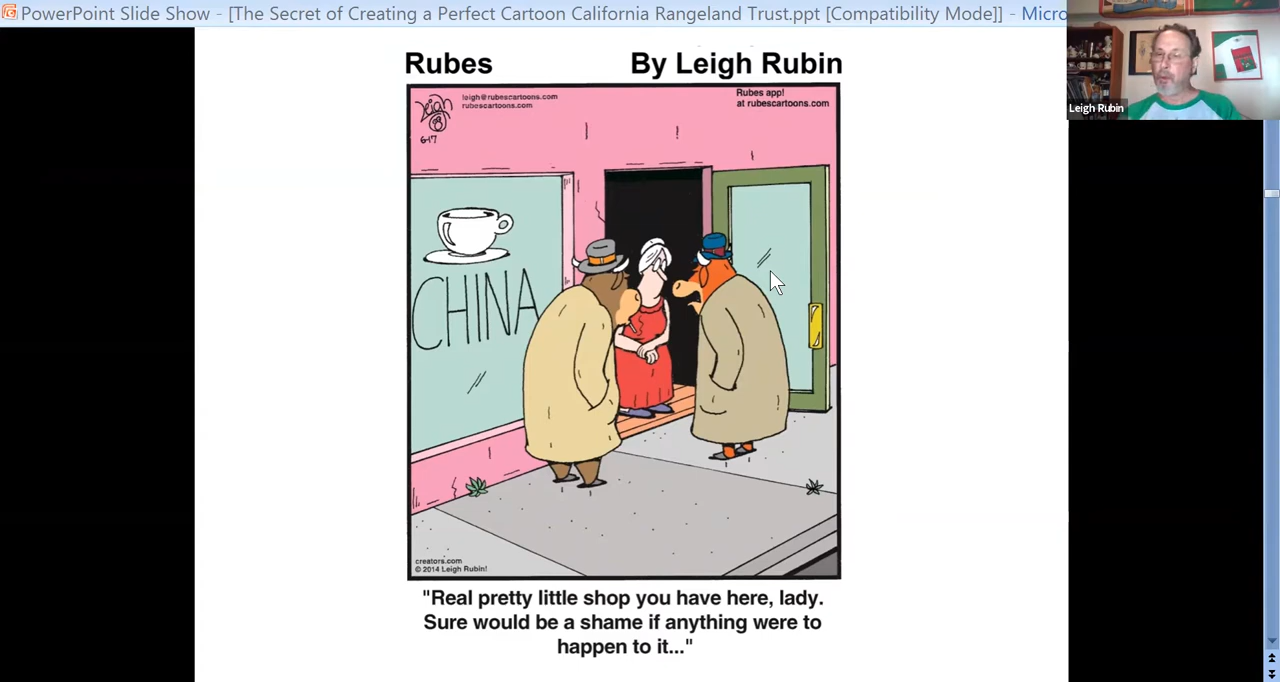 PowerPoint Slide Show - [The Secret of Creating a Perfect Cartoon California Rangeland Trust.ppt [Compatibility Mode]] - Micro
Leigh Rubin
Rubes By Leigh Rubin
Leigh
6-17
leigh@rubescartoons.com
rubescartoons.com
Rubes app!
at rubescartoons.com
CHINA
creators.com
© 2014 Leigh Rubin!
"Real pretty little shop you have here, lady.
Sure would be a shame if anything were to
happen to it..."